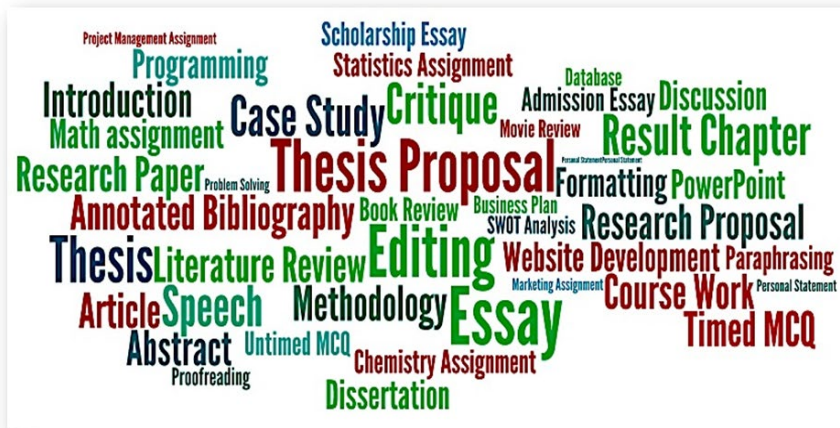 Project Management Assignment
Scholarship Essay
Programming
Statistics Assignment
Database
Introduction
Case Study
Critique
Admission Essay
Discussion
Math assignment
Movie Review
Result Chapter
Thesis Proposal
Personal StatementPersonal Statement
Research Paper
Problem Solving
Formatting
PowerPoint
Annotated Bibliography
Book Review
Business Plan
SWOT Analysis
Research Proposal
Thesis
Literature Review
Editing
Website Development
Paraphrasing
Article
Speech
Methodology
Essay
Marketing Assignment
Course Work
Personal Statement
Timed MCQ
Abstract
Untimed MCQ
Chemistry Assignment
Proofreading
Dissertation